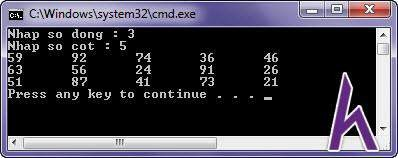 C:\Windows\system32\cmd.exe
Nhap so dong : 3
Nhap so cot : 5
59 92 74 36 46
63 56 24 91 26
51 87 41 73 21
Press any key to continue . . . _